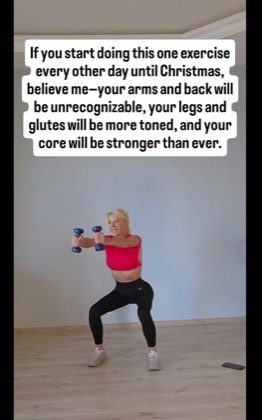 If you start doing this one exercise
every other day until Christmas,
believe me—your arms and back will
be unrecognizable, your legs and
glutes will be more toned, and your
core will be stronger than ever.